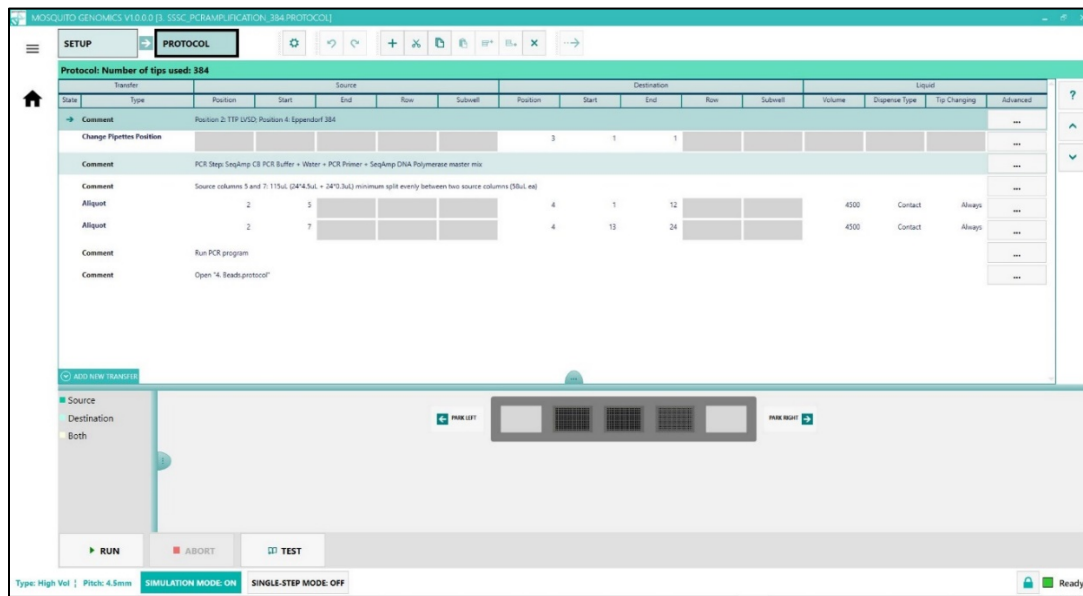 MOSQUITO GENOMICS V1.0.0.0 [3. SSSC_PCRAMPLIFICATION_384.PROTOCOL]
SETUP PROTOCOL
Protocol: Number of tips used: 384
Transfer Source Destination Liquid
State Type Position Start End Row Subwell Position Start End Row Subwell Volume Dispense Type Tip Changing Advanced
Comment Position 2: TTP LVSD; Position 4: Eppendorf 384 ...
Change Pipettes Position 3 1 1 ...
Comment PCR Step: SeqAmp CB PCR Buffer + Water + PCR Primer + SeqAmp DNA Polymerase master mix ...
Comment Source columns 5 and 7: 115uL (24*4.5uL + 24*0.3uL) minimum split evenly between two source columns (58uL ea) ...
Aliquot 2 5 4 1 12 4500 Contact Always ...
Aliquot 2 7 4 13 24 4500 Contact Always ...
Comment Run PCR program ...
Comment Open "4. Beads.protocol" ...
ADD NEW TRANSFER
Source
Destination
Both
PARK LEFT PARK RIGHT
RUN ABORT TEST
Type: High Vol ¦ Pitch: 4.5mm SIMULATION MODE: ON SINGLE-STEP MODE: OFF Ready